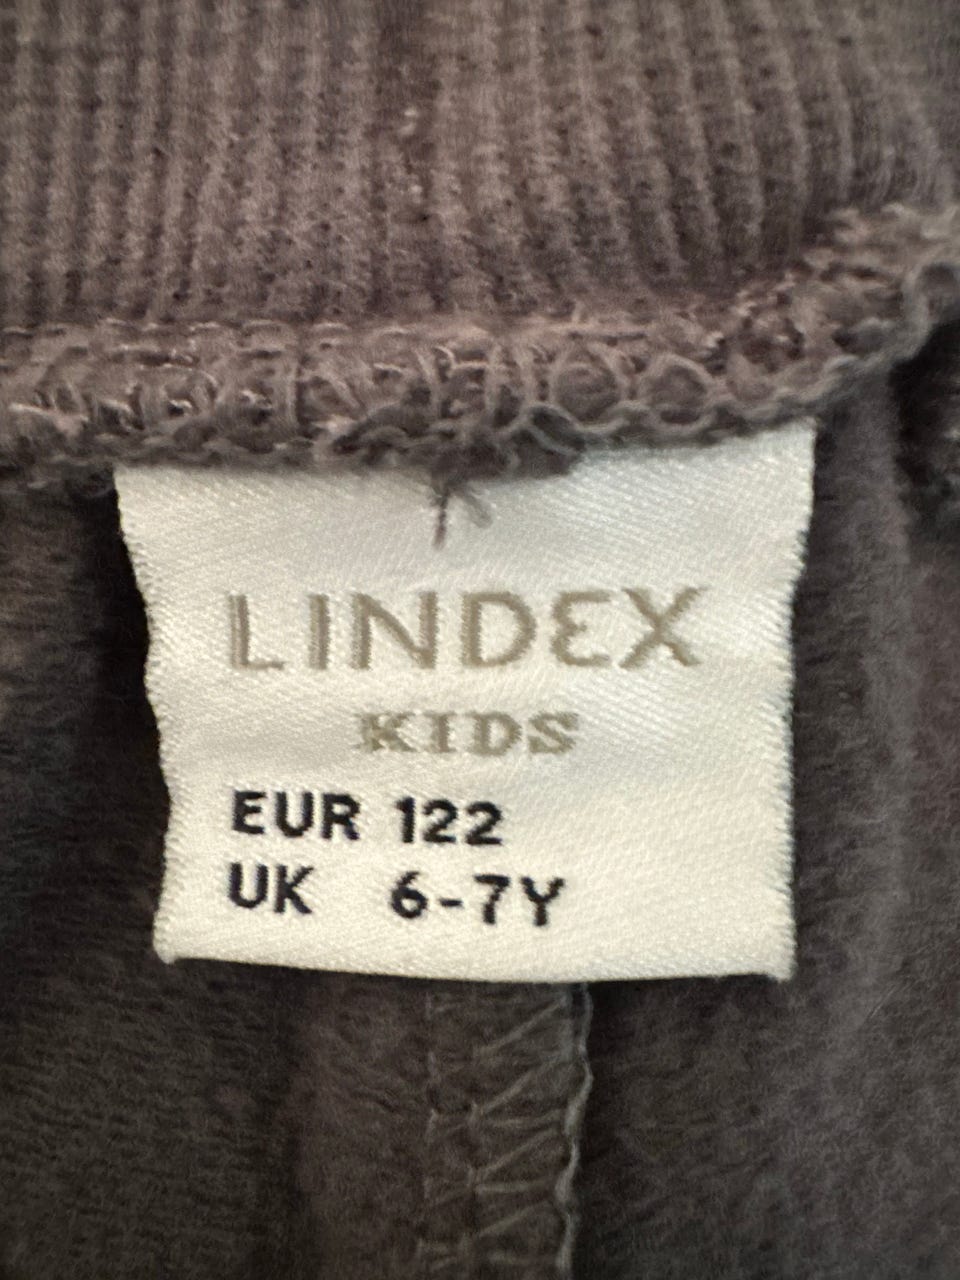 LINDEX
KIDS
EUR 122
UK 6-7Y